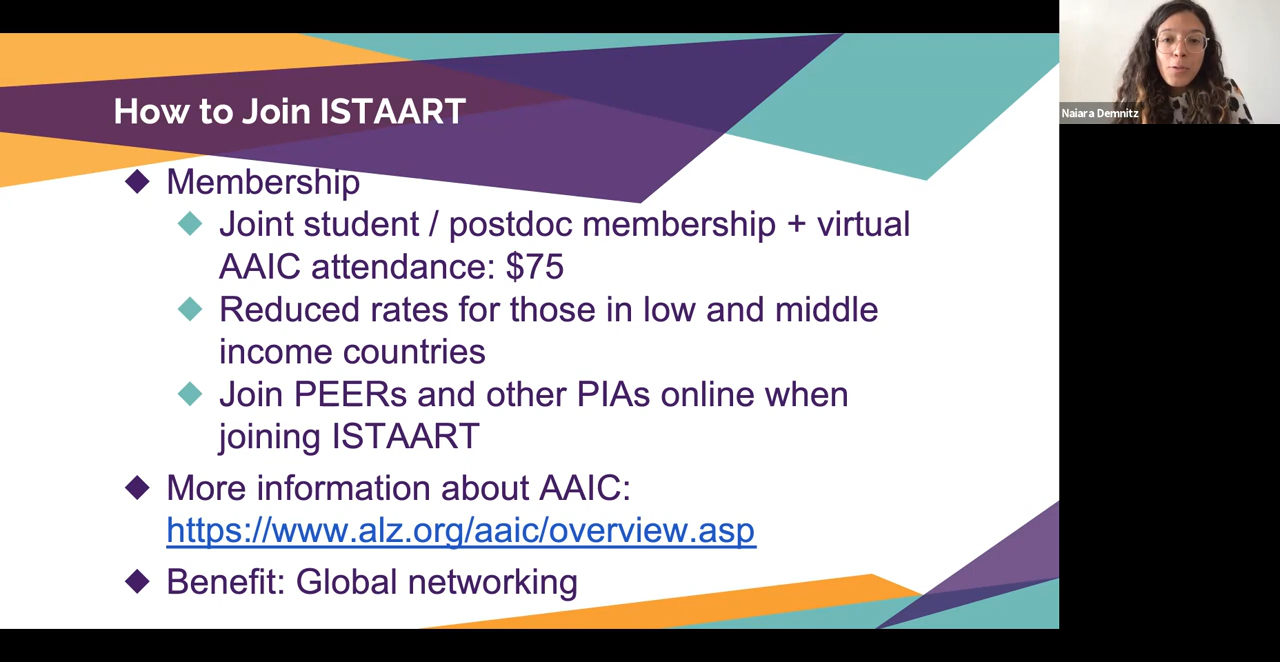 How to Join ISTAART
Membership
Joint student / postdoc membership + virtual
AAIC attendance: $75
Reduced rates for those in low and middle
income countries
Join PEERs and other PIAs online when
joining ISTAART
More information about AAIC:
https://www.alz.org/aaic/overview.asp
Benefit: Global networking
Naiara Demnitz